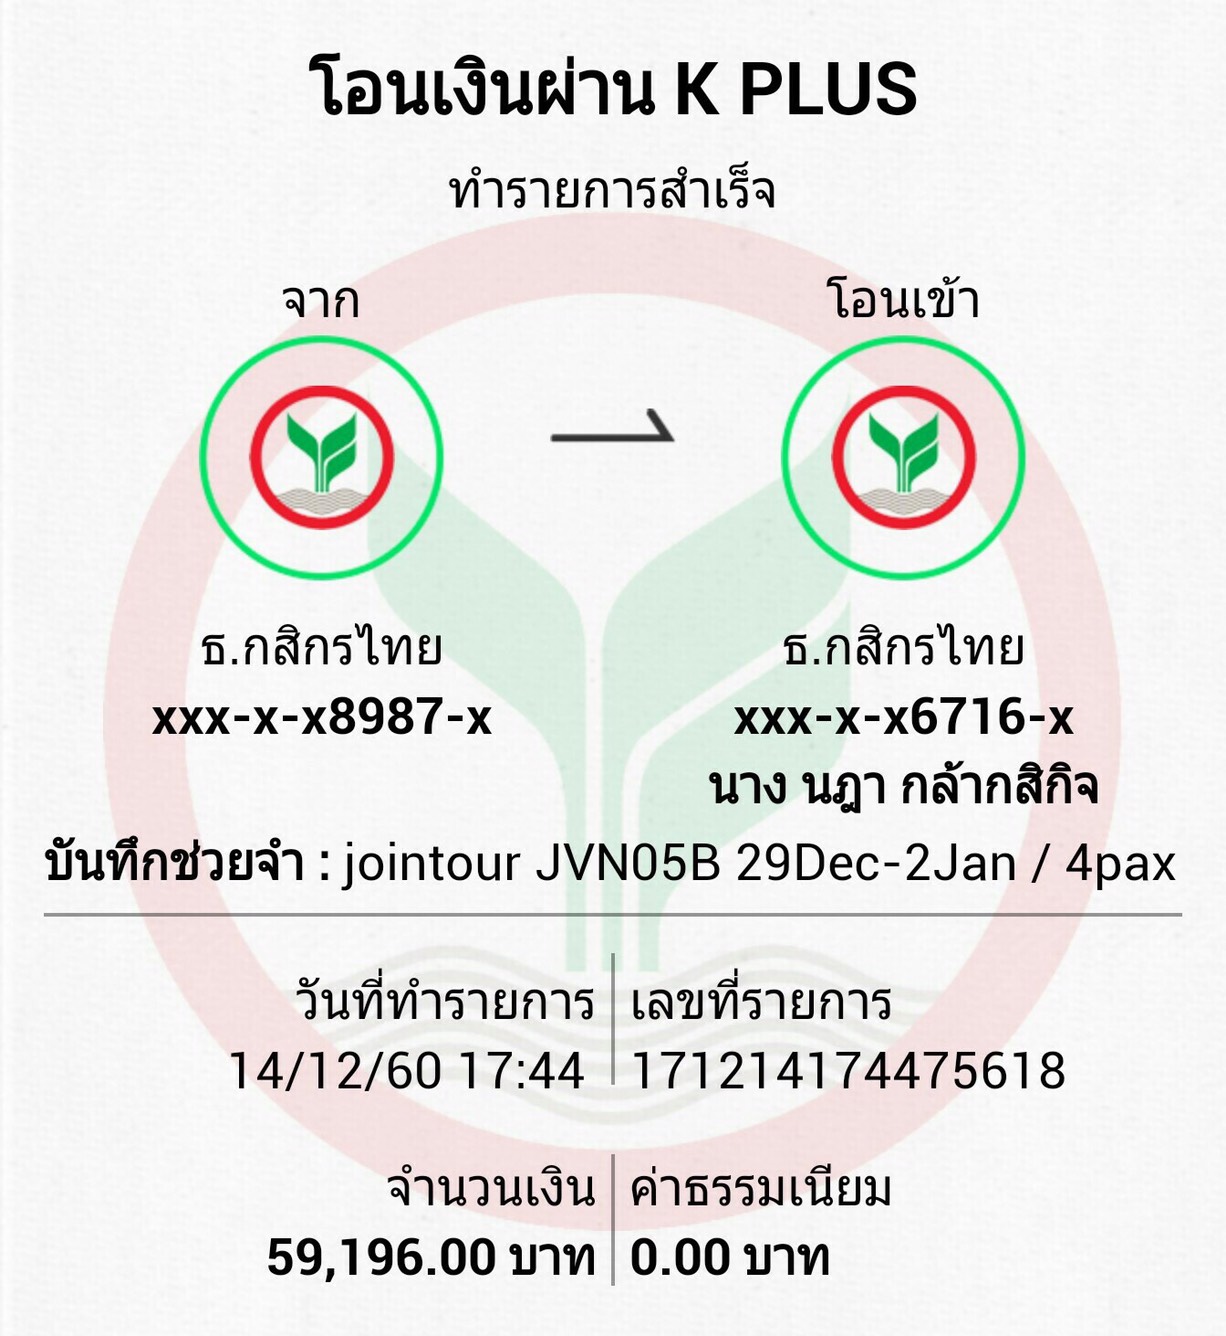 โอนเงินผ่าน K PLUS
ทำรายการสำเร็จ
จาก โอนเข้า
ธ.กสิกรไทย ธ.กสิกรไทย
xxx-x-x8987-x xxx-x-x6716-x
นาง นฎา กล้ากสิกิจ
บันทึกช่วยจำ : jointour JVN05B 29Dec-2Jan / 4pax
วันที่ทำรายการ เลขที่รายการ
14/12/60 17:44 171214174475618
จำนวนเงิน ค่าธรรมเนียม
59,196.00 บาท 0.00 บาท